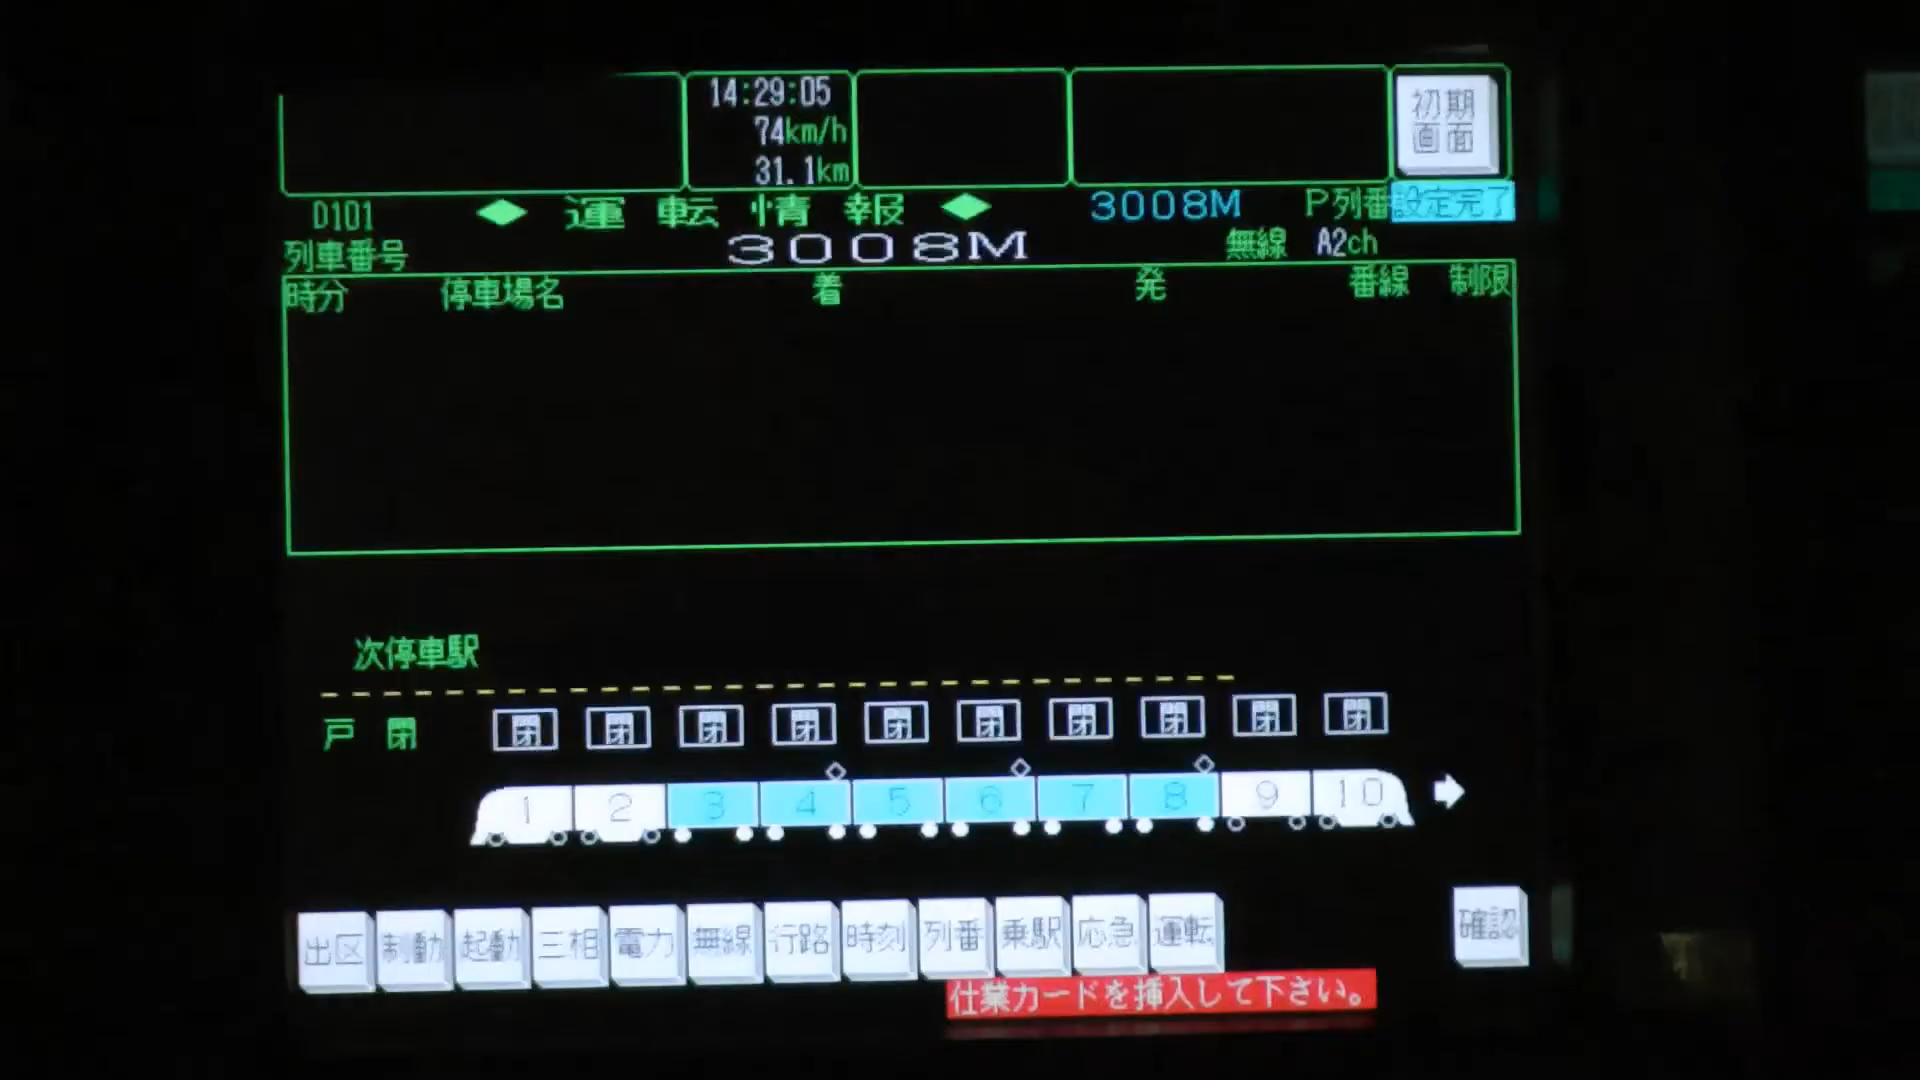 14:29:05
74km/h
31.1km
初期
画面
D101
◆ 運転情報 ◆
3008M
P列番
設定完了
列車番号
3008M
無線 A2ch
時分 停車場名 着 発 番線 制限
次停車駅
戸閉 閉 閉 閉 閉 閉 閉 閉 閉 閉 閉
1 2 3 4 5 6 7 8 9 10
出区 制動 起動 三相 電力 無線 行路 時刻 列番 乗駅 応急 運転 確認
仕業カードを挿入して下さい。